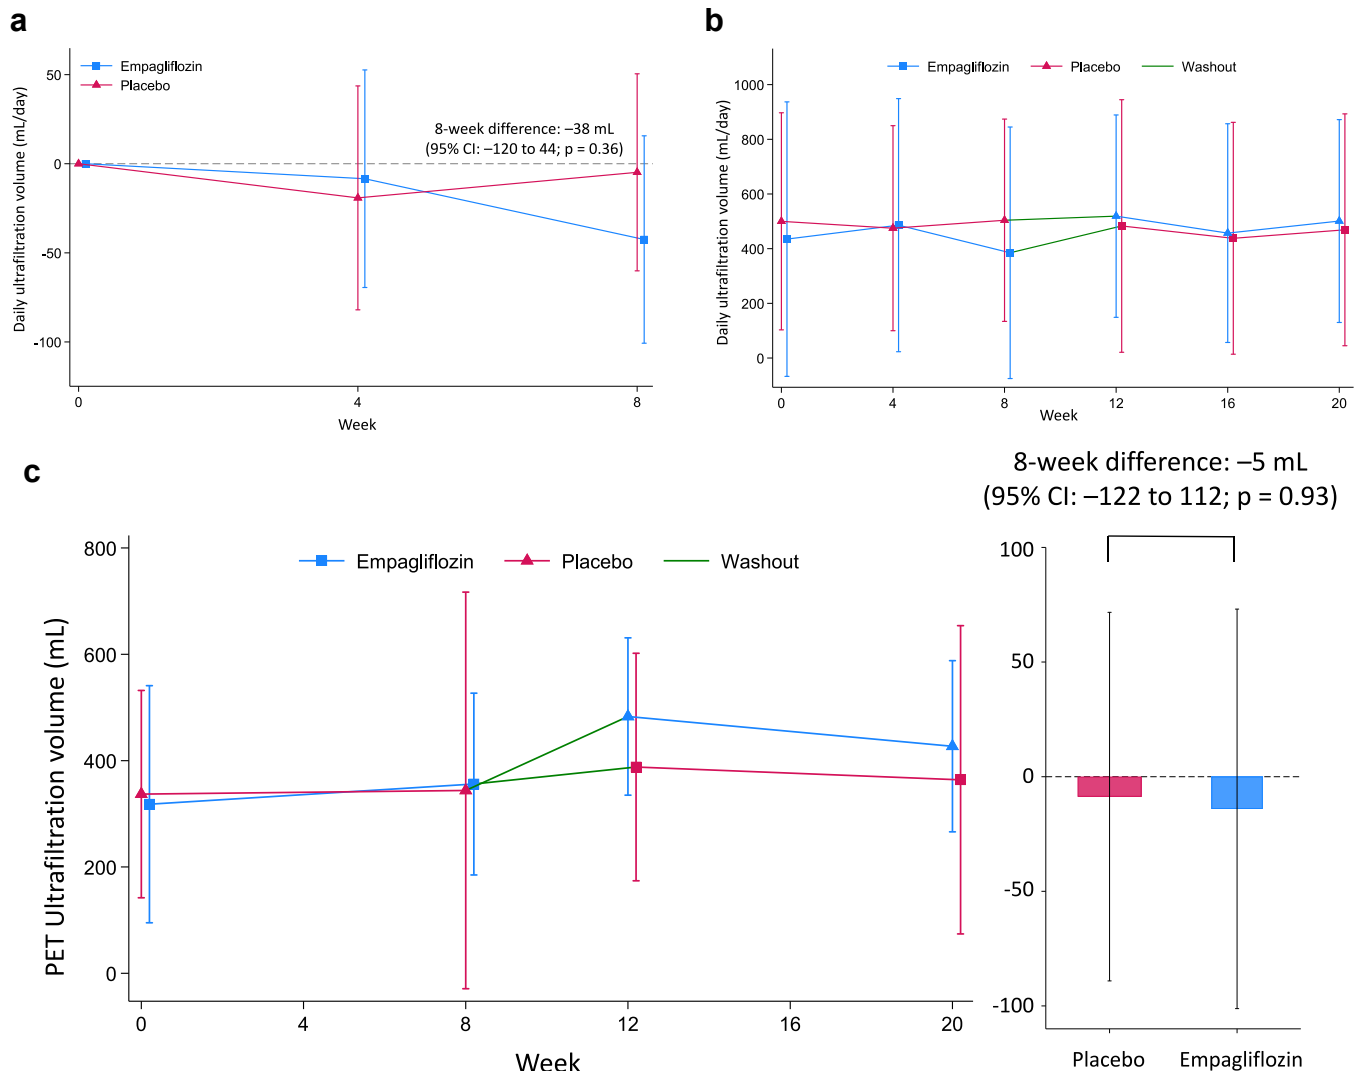 a
Empagliflozin
Placebo
8-week difference: –38 mL
(95% CI: –120 to 44; p = 0.36)
Daily ultrafiltration volume (mL/day)
50
0
-50
-100
0
4
8
Week
b
Empagliflozin
Placebo
Washout
Daily ultrafiltration volume (mL/day)
1000
800
600
400
200
0
0
4
8
12
16
20
Week
c
Empagliflozin
Placebo
Washout
PET Ultrafiltration volume (mL)
800
600
400
200
0
0
4
8
12
16
20
Week
8-week difference: –5 mL
(95% CI: –122 to 112; p = 0.93)
100
50
0
-50
-100
Placebo
Empagliflozin